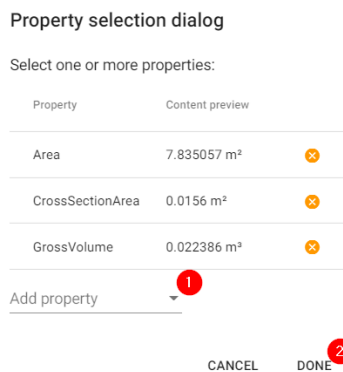 Property selection dialog
Select one or more properties:
Property Content preview
Area 7.835057 m²
CrossSectionArea 0.0156 m²
GrossVolume 0.022386 m³
1
Add property
2
CANCEL DONE